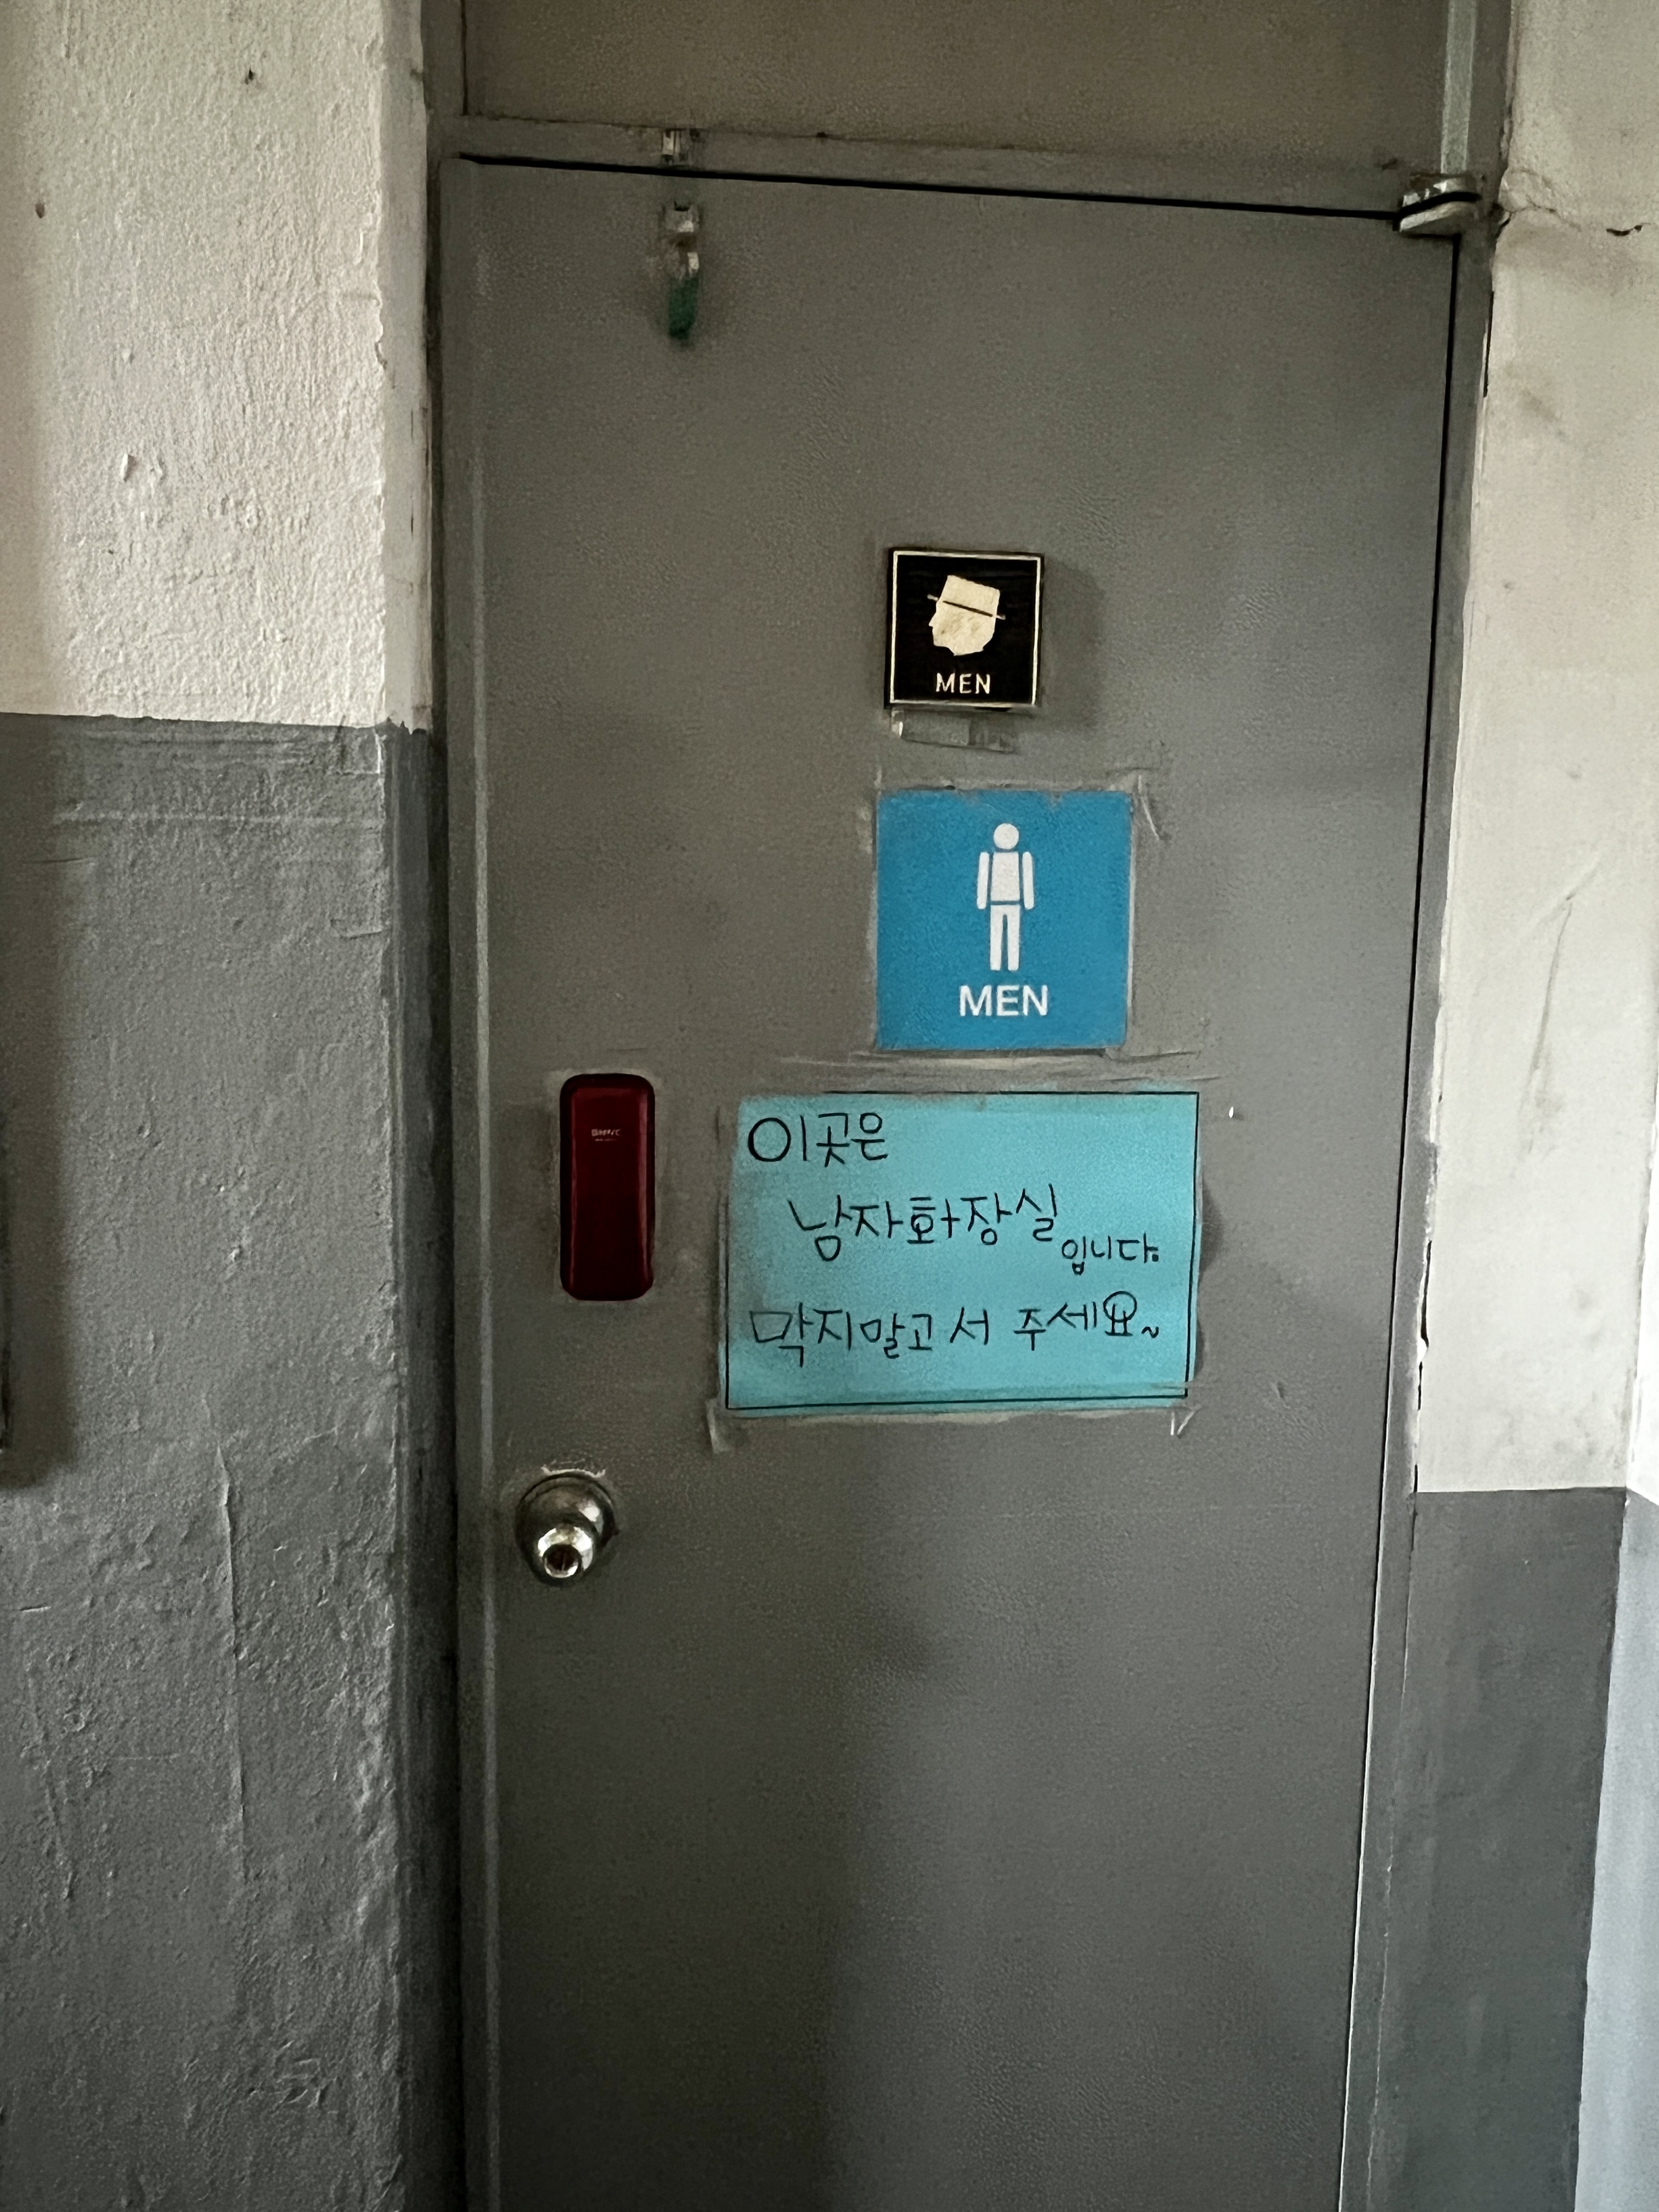 MEN
MEN
이곳은
남자화장실
입니다.
막지말고 서 주세요~